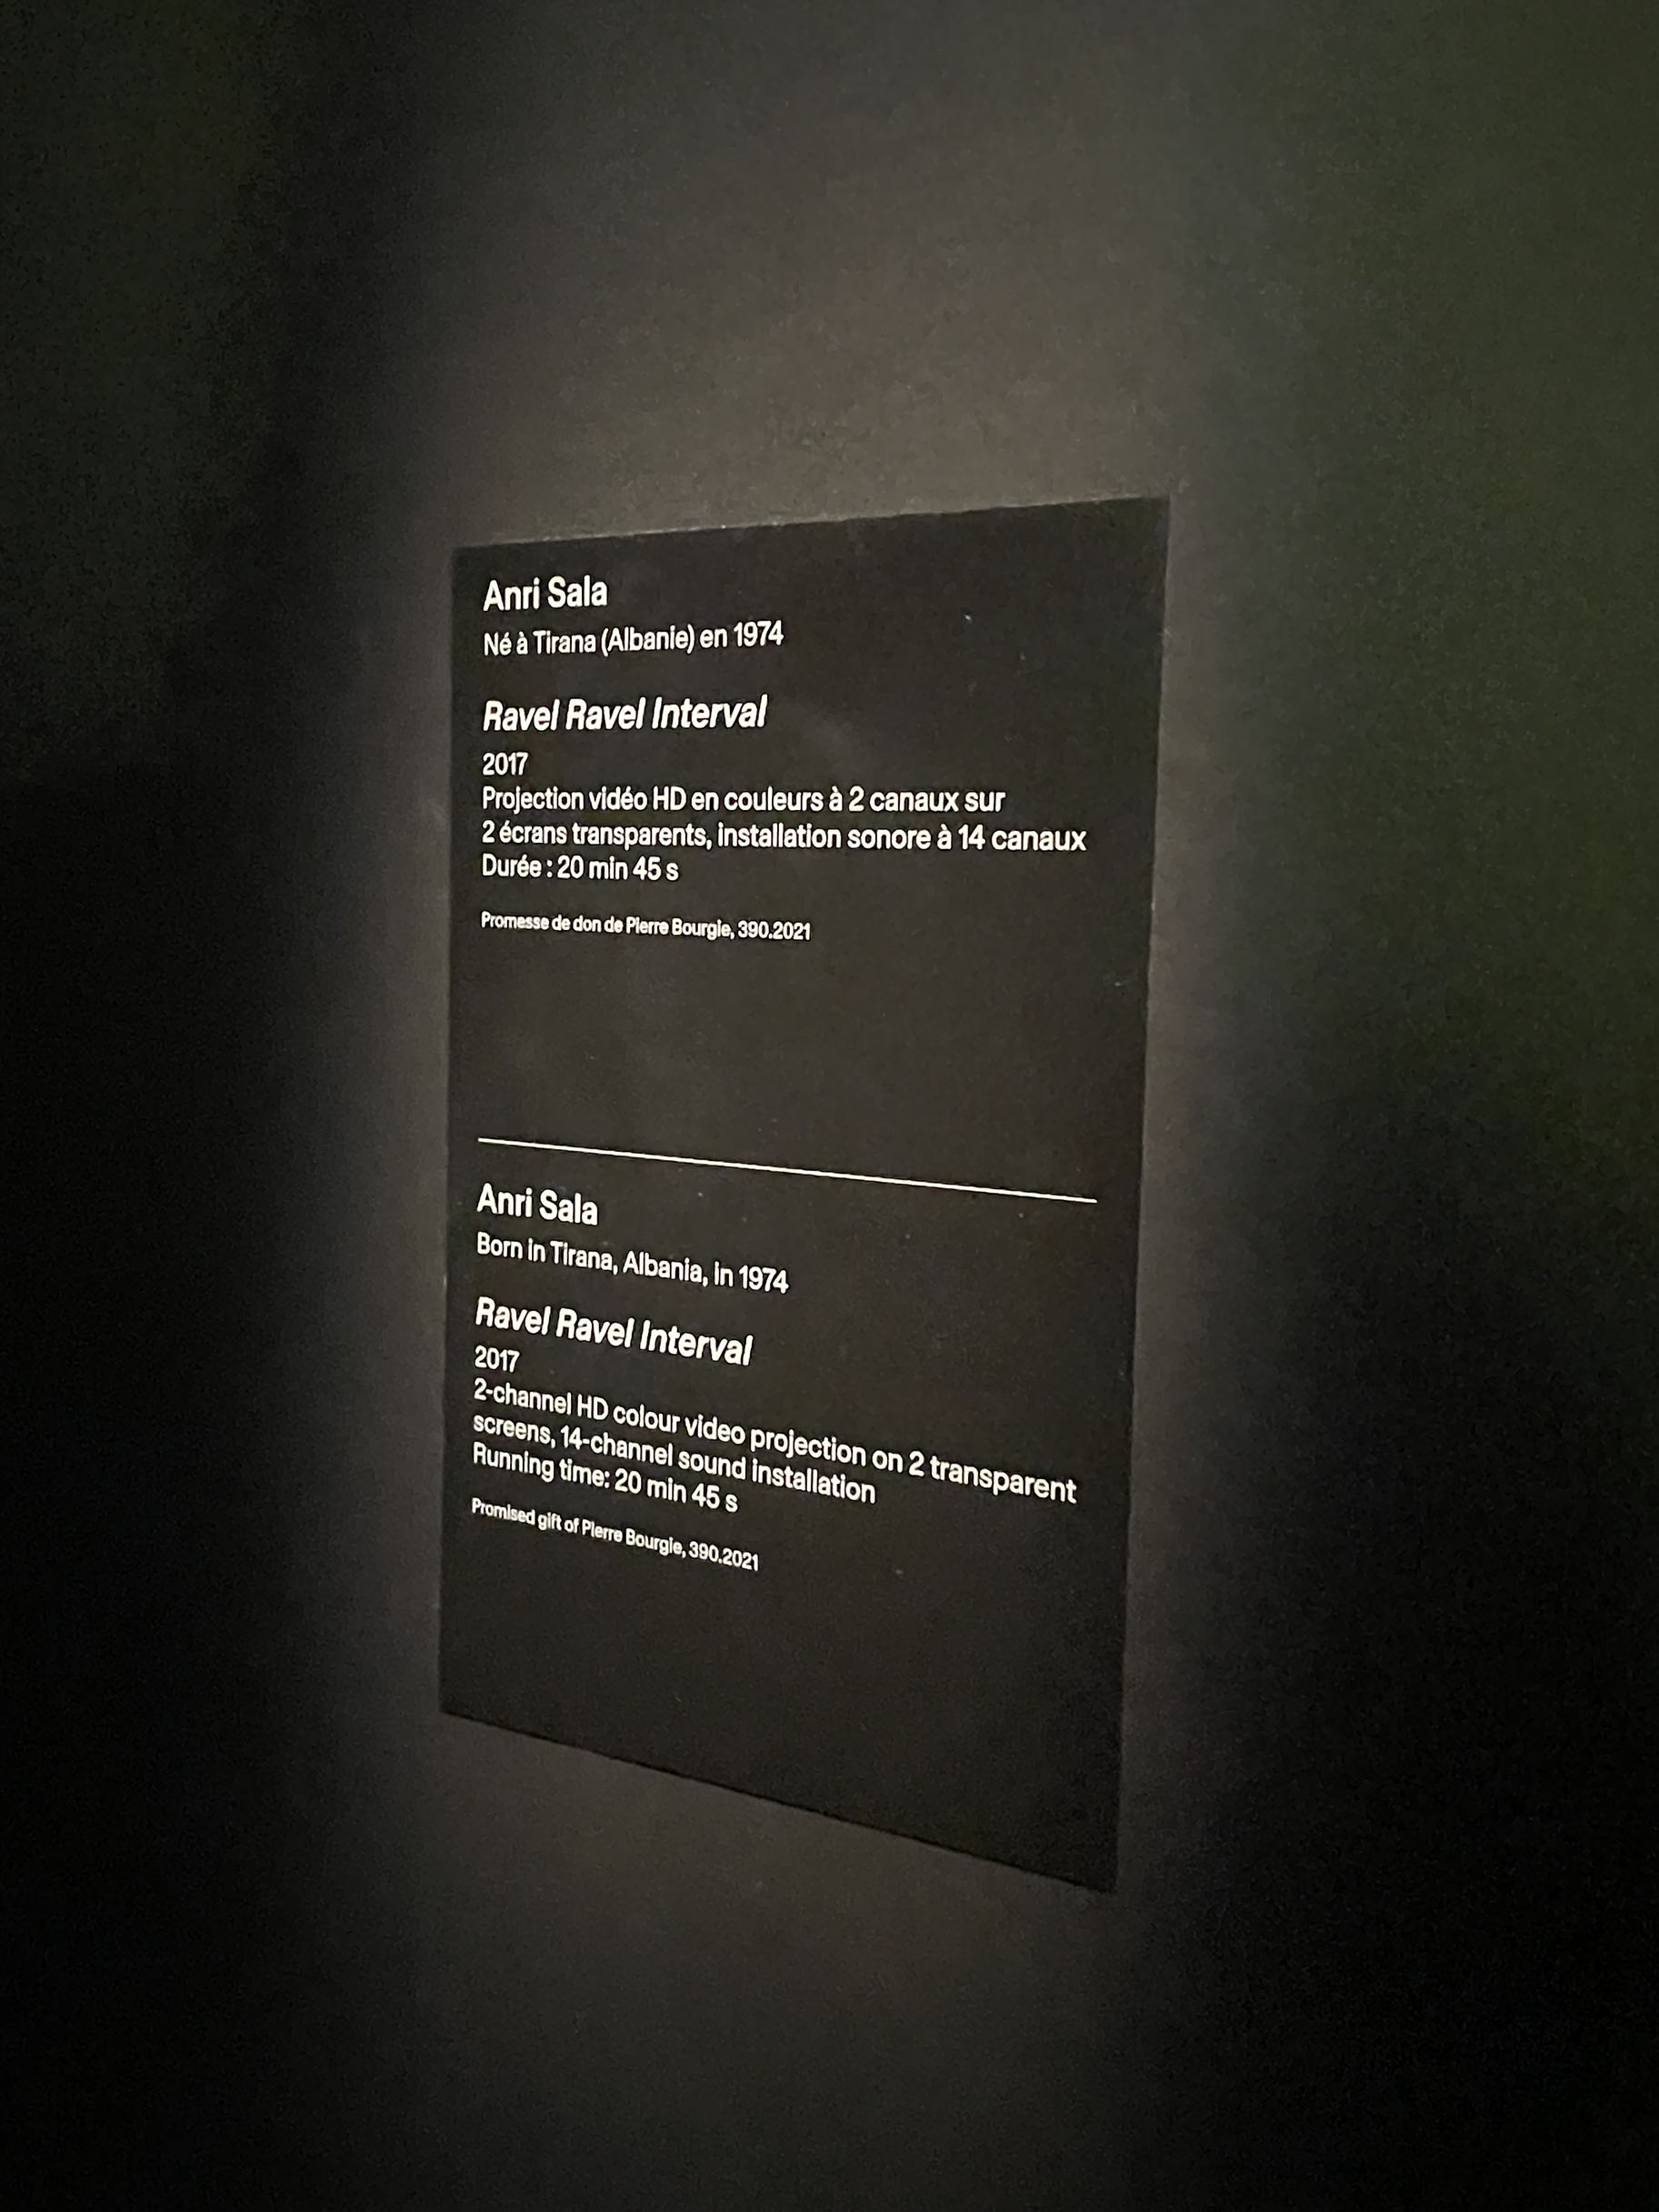 Anri Sala
Né à Tirana (Albanie) en 1974
Ravel Ravel Interval
2017
Projection vidéo HD en couleurs à 2 canaux sur
2 écrans transparents, installation sonore à 14 canaux
Durée : 20 min 45 s
Promesse de don de Pierre Bourgie, 390.2021
Anri Sala
Born in Tirana, Albania, in 1974
Ravel Ravel Interval
2017
2-channel HD colour video projection on 2 transparent
screens, 14-channel sound installation
Running time: 20 min 45 s
Promised gift of Pierre Bourgie, 390.2021